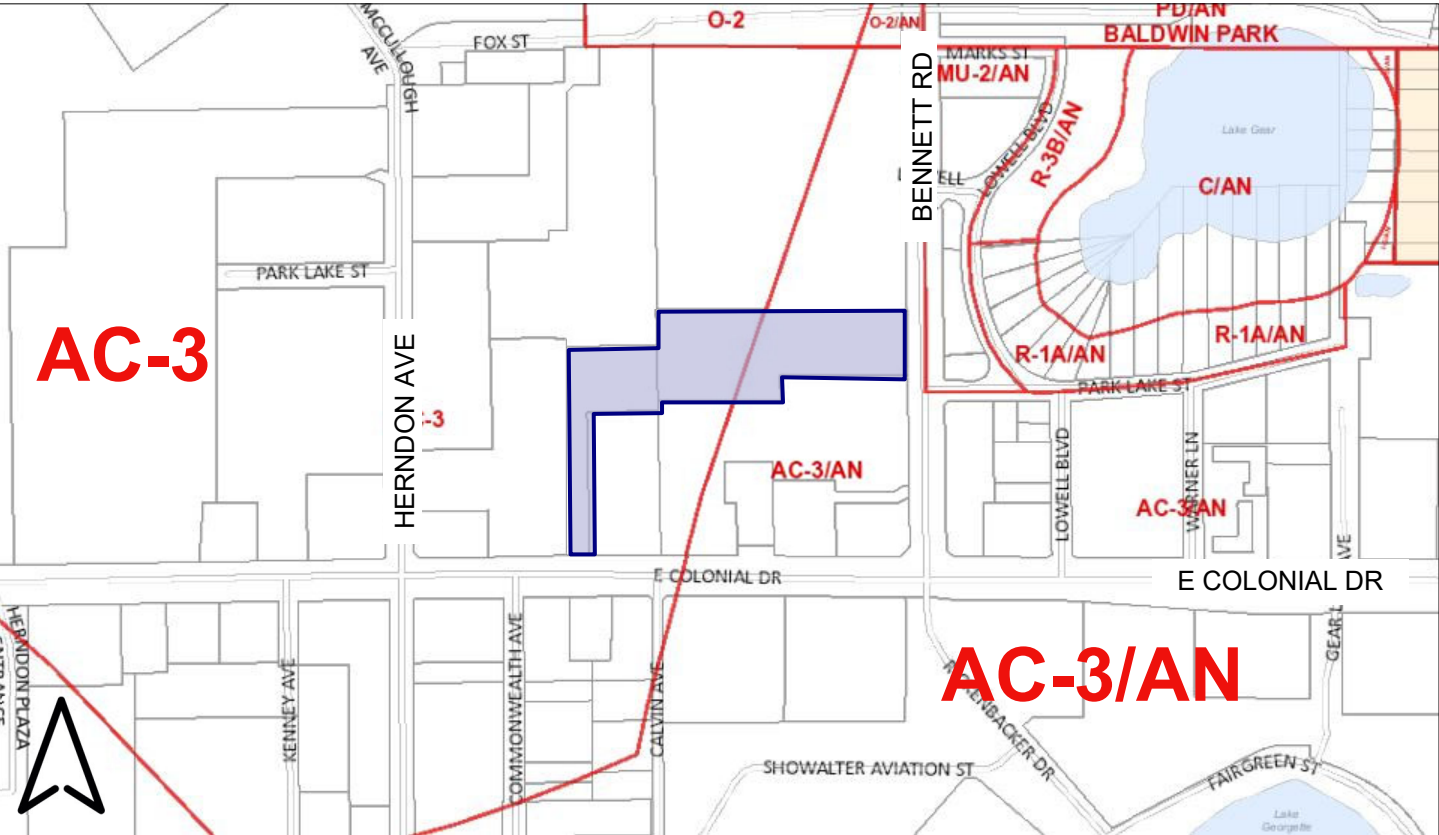 O-2
O-2/AN
PD/AN
BALDWIN PARK
MCCULLOUGH
AVE
FOX ST
BENNETT RD
MARKS ST
MU-2/AN
LOWELL BLVD
R-3B/AN
Lake Gear
C/AN
ELL
PARK LAKE ST
AC-3
HERNDON AVE
-3
R-1A/AN
R-1A/AN
PARK LAKE ST
AC-3/AN
LOWELL BLVD
WARNER LN
AC-3/AN
AVE
GEAR L
E COLONIAL DR
E COLONIAL DR
HERNDON PLAZA
KENNEY AVE
COMMONWEALTH AVE
CALVIN AVE
AC-3/AN
SHOWALTER AVIATION ST
FAIRGREEN ST
Lake
Georgette